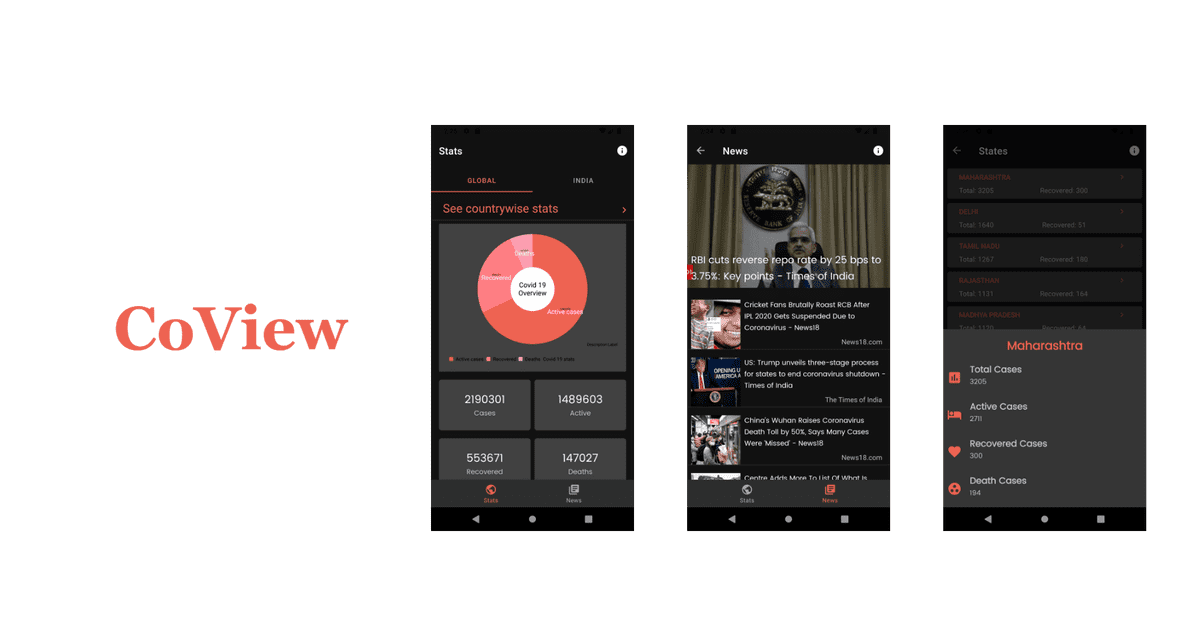 CoView
Stats
GLOBAL
INDIA
See countrywise stats
Deaths
Recovered
Covid 19
Overview
Active cases
Active cases Recovered Deaths Covid 19 stats
2190301
Cases
1489603
Active
553671
Recovered
147027
Deaths
Stats
News
News
RBI cuts reverse repo rate by 25 bps to
3.75%: Key points - Times of India
Cricket Fans Brutally Roast RCB After
IPL 2020 Gets Suspended Due to
Coronavirus - News18
News18.com
OPENING U
AMERICA A
US: Trump unveils three-stage process
for states to end coronavirus shutdown -
Times of India
The Times of India
China's Wuhan Raises Coronavirus
Death Toll by 50%, Says Many Cases
Were 'Missed' - News18
News18.com
Centre Adds More To List Of What Is
Stats
News
States
MAHARASHTRA
Total: 3205
Recovered: 300
DELHI
Total: 1640
Recovered: 51
TAMIL NADU
Total: 1267
Recovered: 180
RAJASTHAN
Total: 1131
Recovered: 164
MADHYA PRADESH
Total: 1120
Recovered: 64
Maharashtra
Total Cases
3205
Active Cases
2711
Recovered Cases
300
Death Cases
194